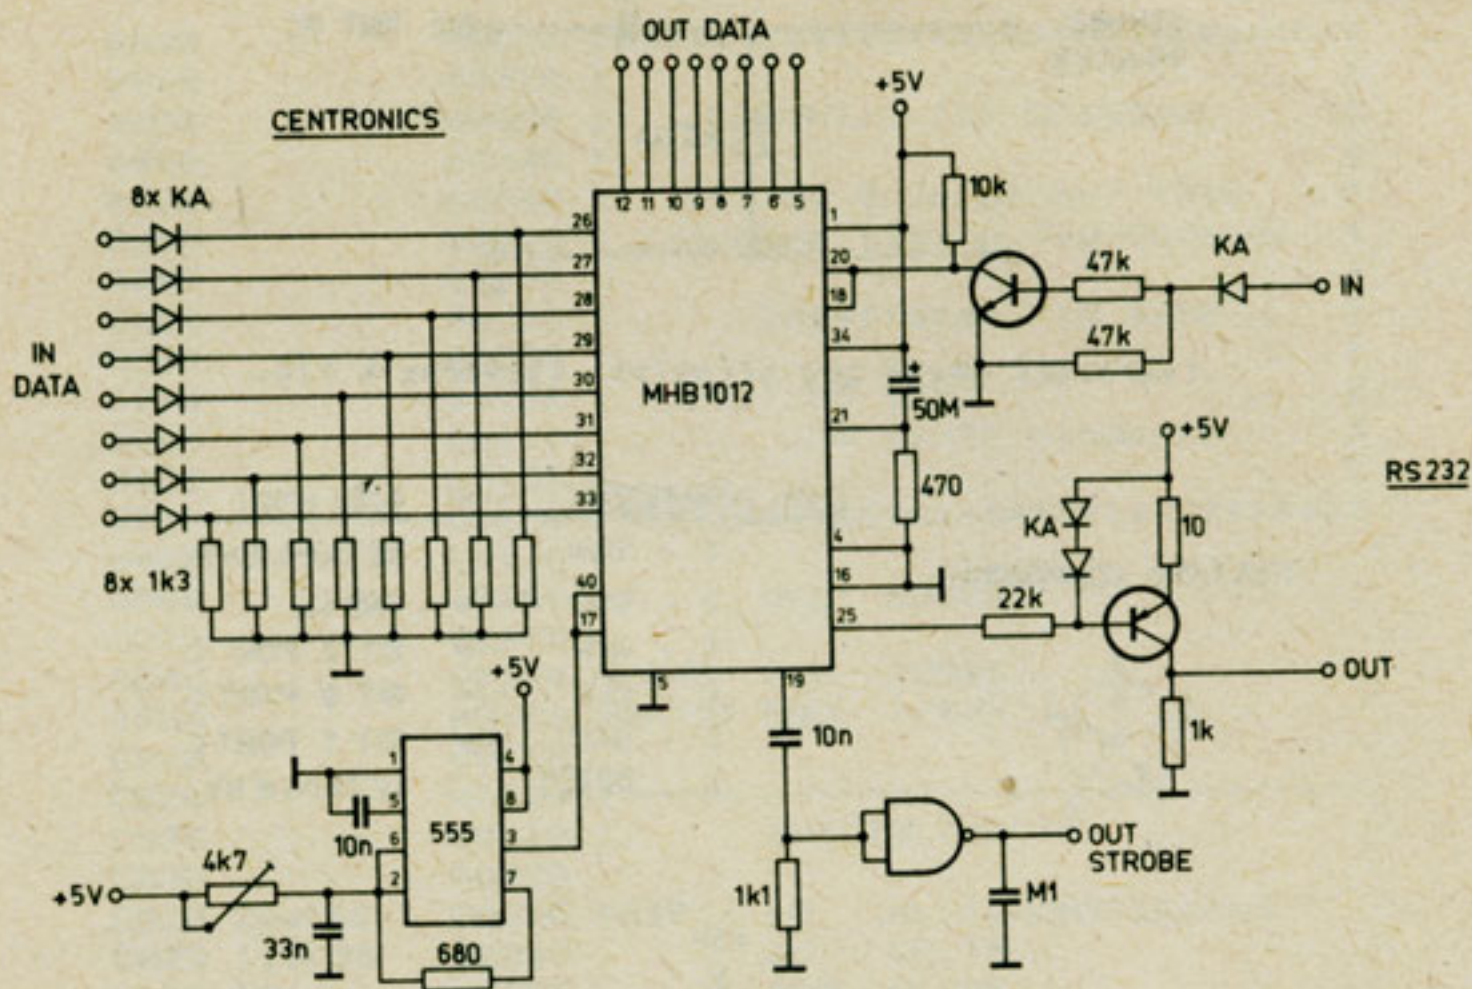 OUT DATA
CENTRONICS
+5V
8x KA
12 11 10 9 8 7 6 5
26
27
28
29
30
31
32
33
40
17
IN
DATA
8x 1k3
MHB1012
1
20
18
34
21
4
16
25
5
19
10k
47k
KA
IN
47k
50M
470
+5V
KA
10
RS232
22k
OUT
1k
+5V
10n
1
5
6
2
555
4
8
3
7
10n
4k7
+5V
33n
680
1k1
OUT
STROBE
M1